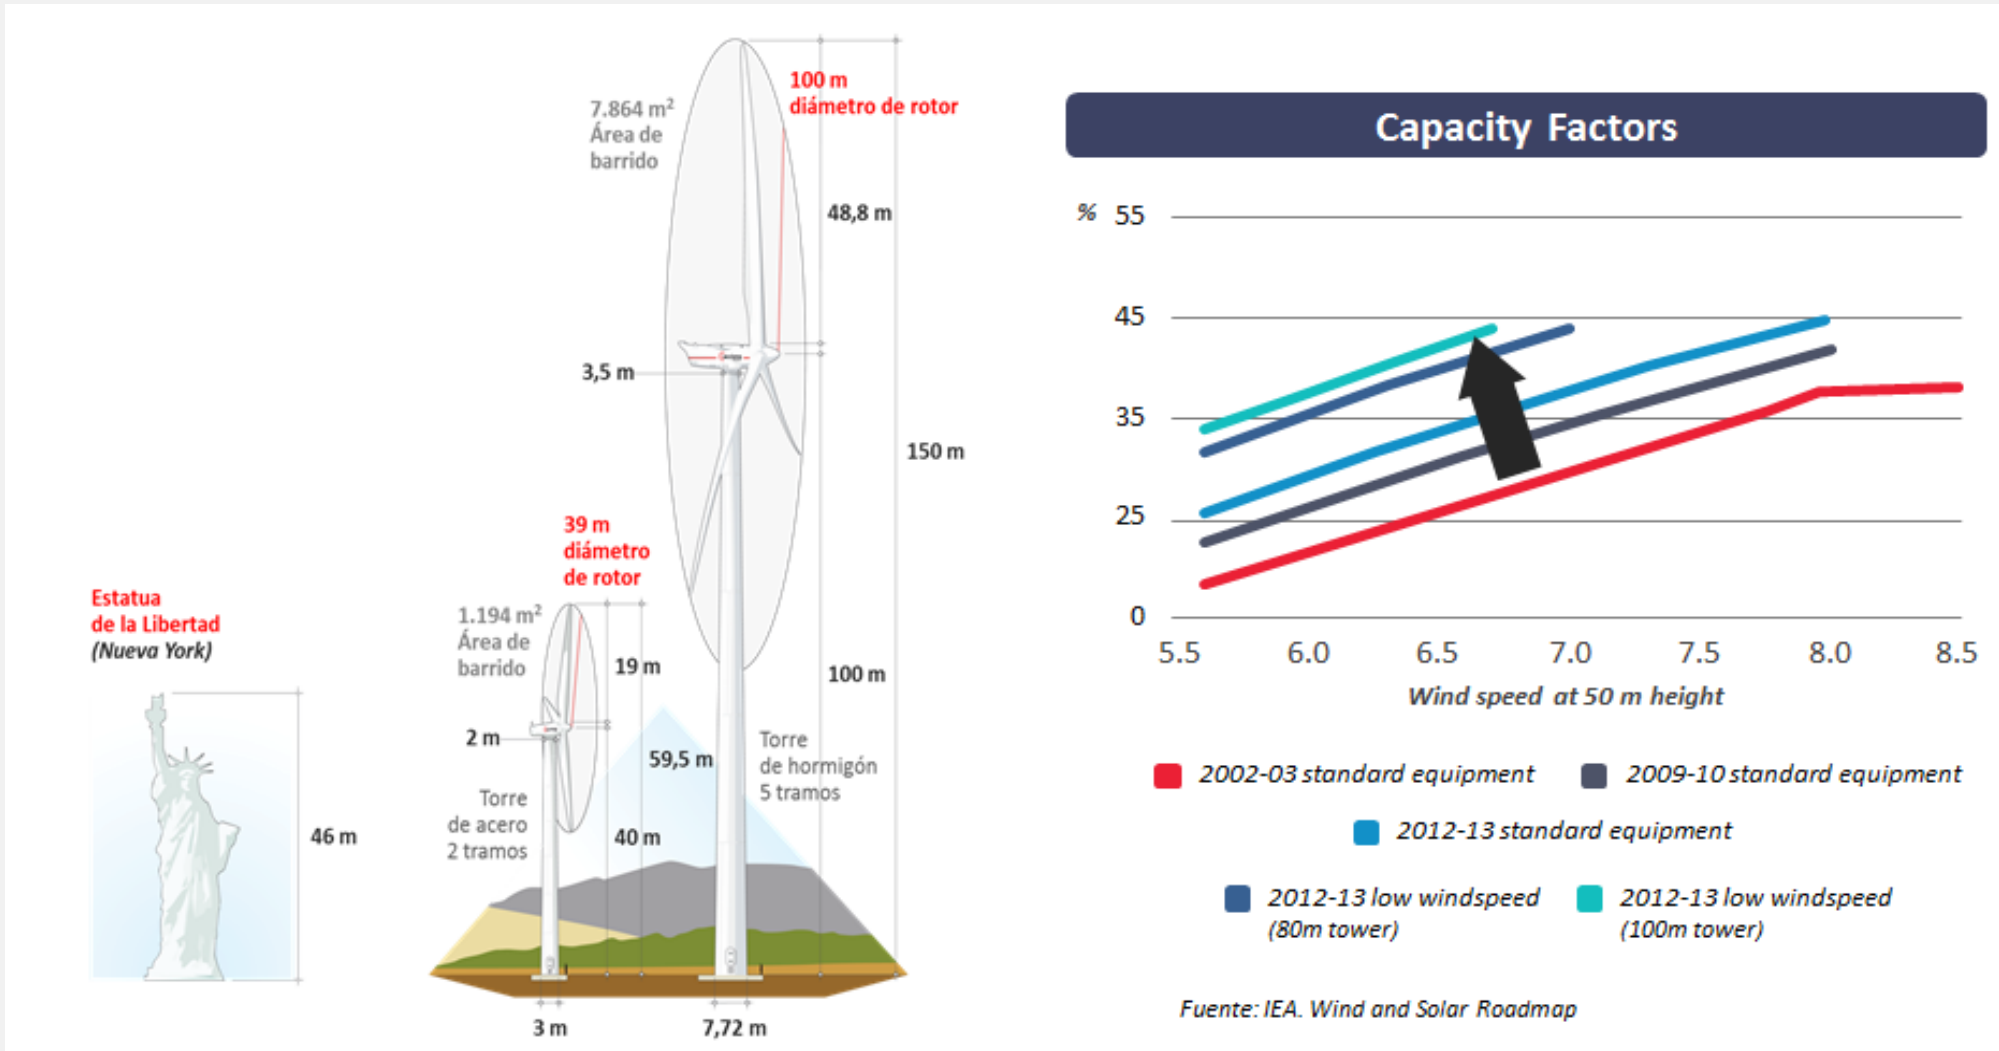 100 m
diámetro de rotor
7.864 m²
Área de
barrido
48,8 m
3,5 m
150 m
39 m
diámetro
de rotor
1.194 m²
Área de
barrido
19 m
100 m
2 m
59,5 m
Torre
de hormigón
5 tramos
Torre
de acero
2 tramos
40 m
3 m
7,72 m
Estatua
de la Libertad
(Nueva York)
46 m
Capacity Factors
% 55
45
35
25
0
5.5 6.0 6.5 7.0 7.5 8.0 8.5
Wind speed at 50 m height
2002-03 standard equipment
2009-10 standard equipment
2012-13 standard equipment
2012-13 low windspeed
(80m tower)
2012-13 low windspeed
(100m tower)
Fuente: IEA. Wind and Solar Roadmap